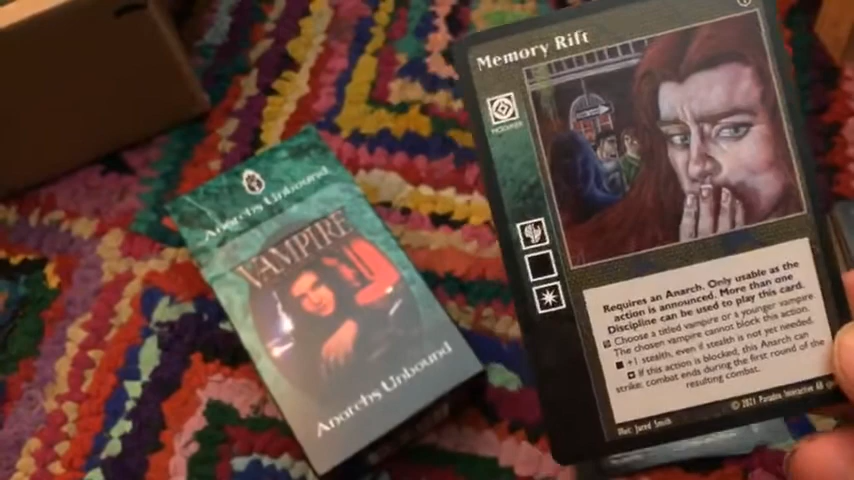 Memory Rift
MODIFIER
Requires an Anarch. Only usable as the
action is announced. More than one
Discipline can be used to play this card.
Choose a titled vampire or a younger vampire.
The chosen vampire cannot block this action.
+1 stealth, even if stealth is not yet needed.
If this action is blocked, this Anarch can
strike: combat ends during the first round of the
resulting combat.
Illus: Jared Smith
© 2021 Paradox Interactive AB
Anarchs Unbound
VAMPIRE
Anarchs Unbound